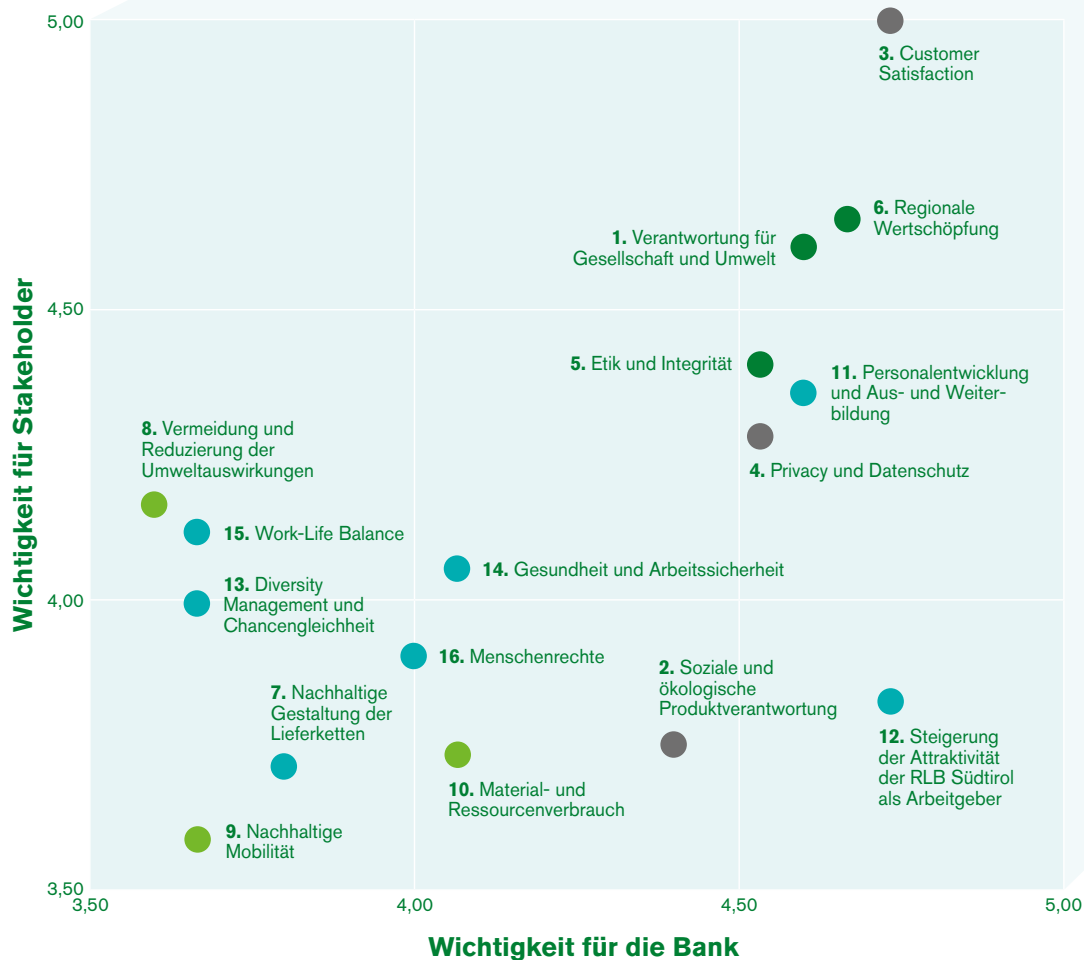 5,00
3. Customer
Satisfaction
6. Regionale
Wertschöpfung
1. Verantwortung für
Gesellschaft und Umwelt
4,50
5. Etik und Integrität
11. Personalentwicklung
und Aus- und Weiter-
bildung
8. Vermeidung und
Reduzierung der
Umweltauswirkungen
4. Privacy und Datenschutz
15. Work-Life Balance
14. Gesundheit und Arbeitssicherheit
13. Diversity
Management und
Chancengleichheit
4,00
16. Menschenrechte
2. Soziale und
ökologische
Produktverantwortung
7. Nachhaltige
Gestaltung der
Lieferketten
12. Steigerung
der Attraktivität
der RLB Südtirol
als Arbeitgeber
10. Material- und
Ressourcenverbrauch
9. Nachhaltige
Mobilität
3,50
3,50
4,00
4,50
5,00
Wichtigkeit für Stakeholder
Wichtigkeit für die Bank